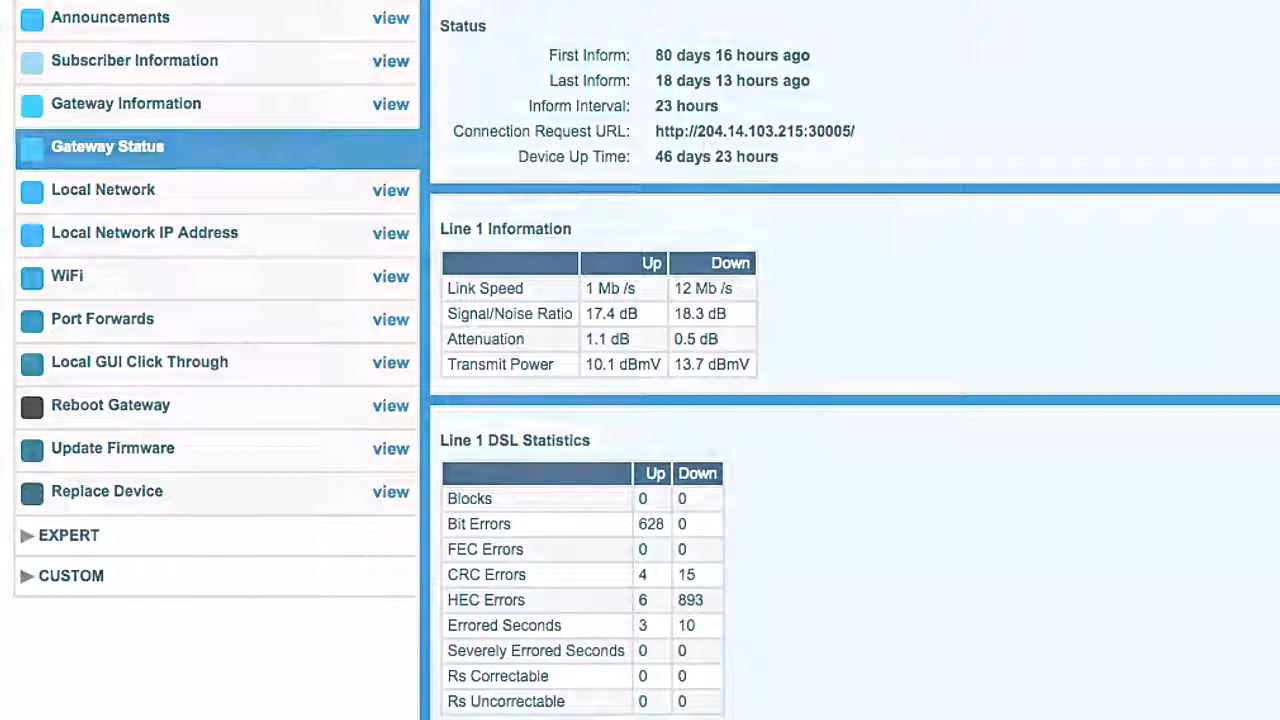 Announcements view
Subscriber Information view
Gateway Information view
Gateway Status
Local Network view
Local Network IP Address view
WiFi view
Port Forwards view
Local GUI Click Through view
Reboot Gateway view
Update Firmware view
Replace Device view
EXPERT
CUSTOM
Status
First Inform: 80 days 16 hours ago
Last Inform: 18 days 13 hours ago
Inform Interval: 23 hours
Connection Request URL: http://204.14.103.215:30005/
Device Up Time: 46 days 23 hours
Line 1 Information
Up Down
Link Speed 1 Mb /s 12 Mb /s
Signal/Noise Ratio 17.4 dB 18.3 dB
Attenuation 1.1 dB 0.5 dB
Transmit Power 10.1 dBmV 13.7 dBmV
Line 1 DSL Statistics
Up Down
Blocks 0 0
Bit Errors 628 0
FEC Errors 0 0
CRC Errors 4 15
HEC Errors 6 893
Errored Seconds 3 10
Severely Errored Seconds 0 0
Rs Correctable 0 0
Rs Uncorrectable 0 0